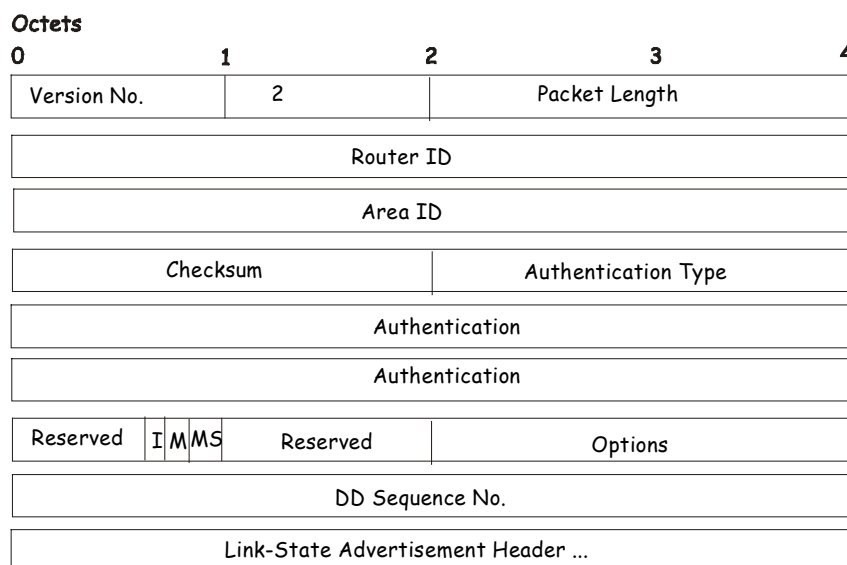 Octets
0 1 2 3 4
Version No. 2 Packet Length
Router ID
Area ID
Checksum Authentication Type
Authentication
Authentication
Reserved I M MS Reserved Options
DD Sequence No.
Link-State Advertisement Header ...